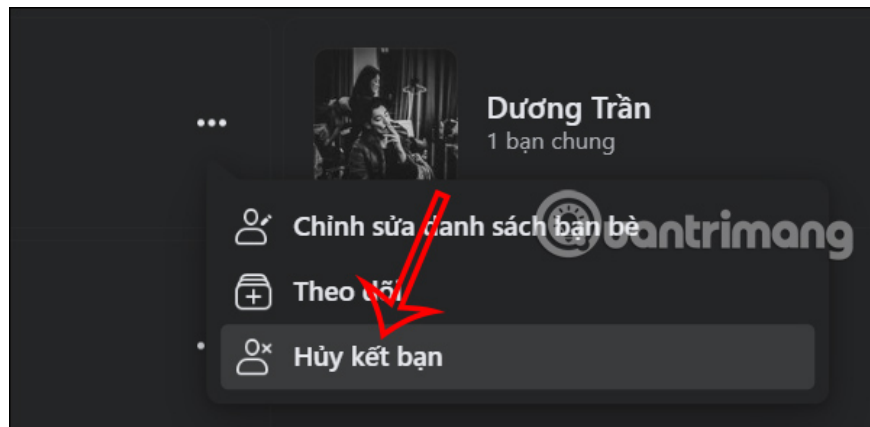 Dương Trần
1 bạn chung
Chỉnh sửa danh sách bạn bè
uantrimang
Theo dõi
Hủy kết bạn